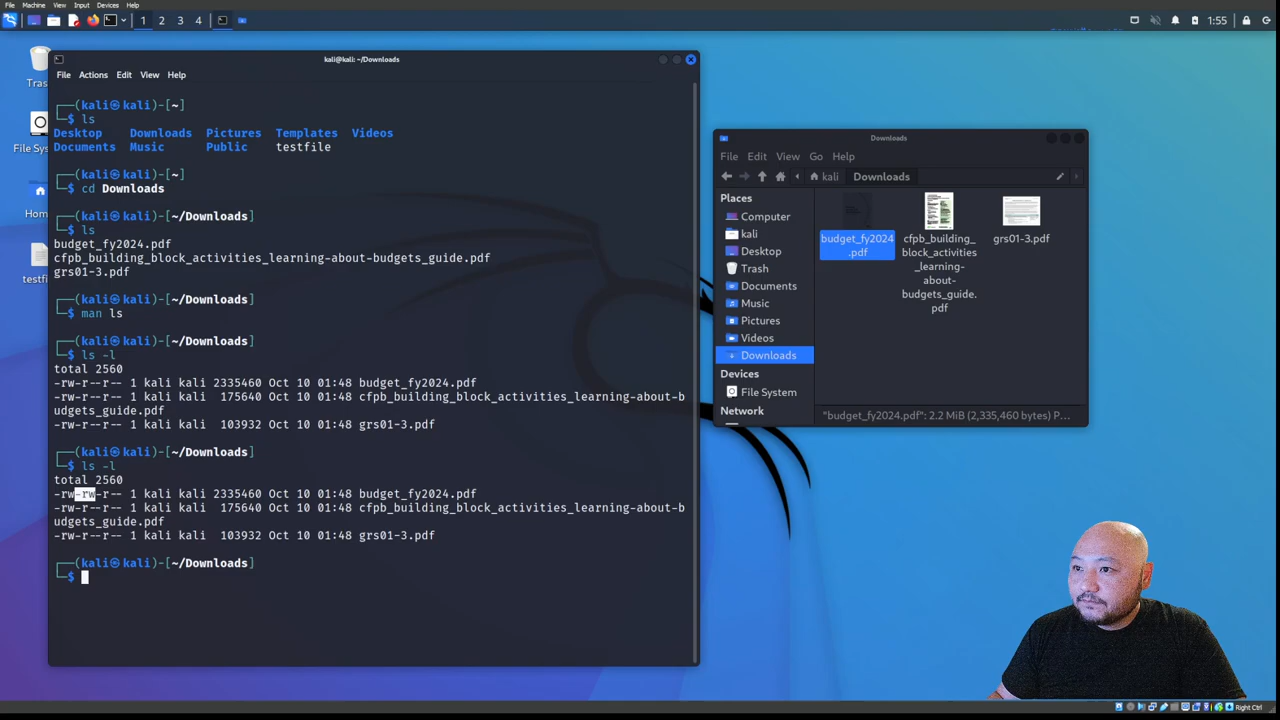 File Machine View Input Devices Help
1 2 3 4
1:55
Tras
File Sys
Hom
testfi
kali@kali: ~/Downloads
File Actions Edit View Help
┌──(kali㉿kali)-[~]
└─$ ls
Desktop Downloads Pictures Templates Videos
Documents Music Public testfile
┌──(kali㉿kali)-[~]
└─$ cd Downloads
┌──(kali㉿kali)-[~/Downloads]
└─$ ls
budget_fy2024.pdf
cfpb_building_block_activities_learning-about-budgets_guide.pdf
grs01-3.pdf
┌──(kali㉿kali)-[~/Downloads]
└─$ man ls
┌──(kali㉿kali)-[~/Downloads]
└─$ ls -l
total 2560
-rw-r--r-- 1 kali kali 2335460 Oct 10 01:48 budget_fy2024.pdf
-rw-r--r-- 1 kali kali 175640 Oct 10 01:48 cfpb_building_block_activities_learning-about-b
udgets_guide.pdf
-rw-r--r-- 1 kali kali 103932 Oct 10 01:48 grs01-3.pdf
┌──(kali㉿kali)-[~/Downloads]
└─$ ls -l
total 2560
-rw-rw-r-- 1 kali kali 2335460 Oct 10 01:48 budget_fy2024.pdf
-rw-r--r-- 1 kali kali 175640 Oct 10 01:48 cfpb_building_block_activities_learning-about-b
udgets_guide.pdf
-rw-r--r-- 1 kali kali 103932 Oct 10 01:48 grs01-3.pdf
┌──(kali㉿kali)-[~/Downloads]
└─$
Downloads
File Edit View Go Help
kali Downloads
Places
Computer
kali
Desktop
Trash
Documents
Music
Pictures
Videos
Downloads
Devices
File System
Network
budget_fy2024
.pdf
cfpb_building_
block_activities
_learning-
about-
budgets_guide.
pdf
grs01-3.pdf
"budget_fy2024.pdf": 2.2 MiB (2,335,460 bytes) P...
Right Ctrl